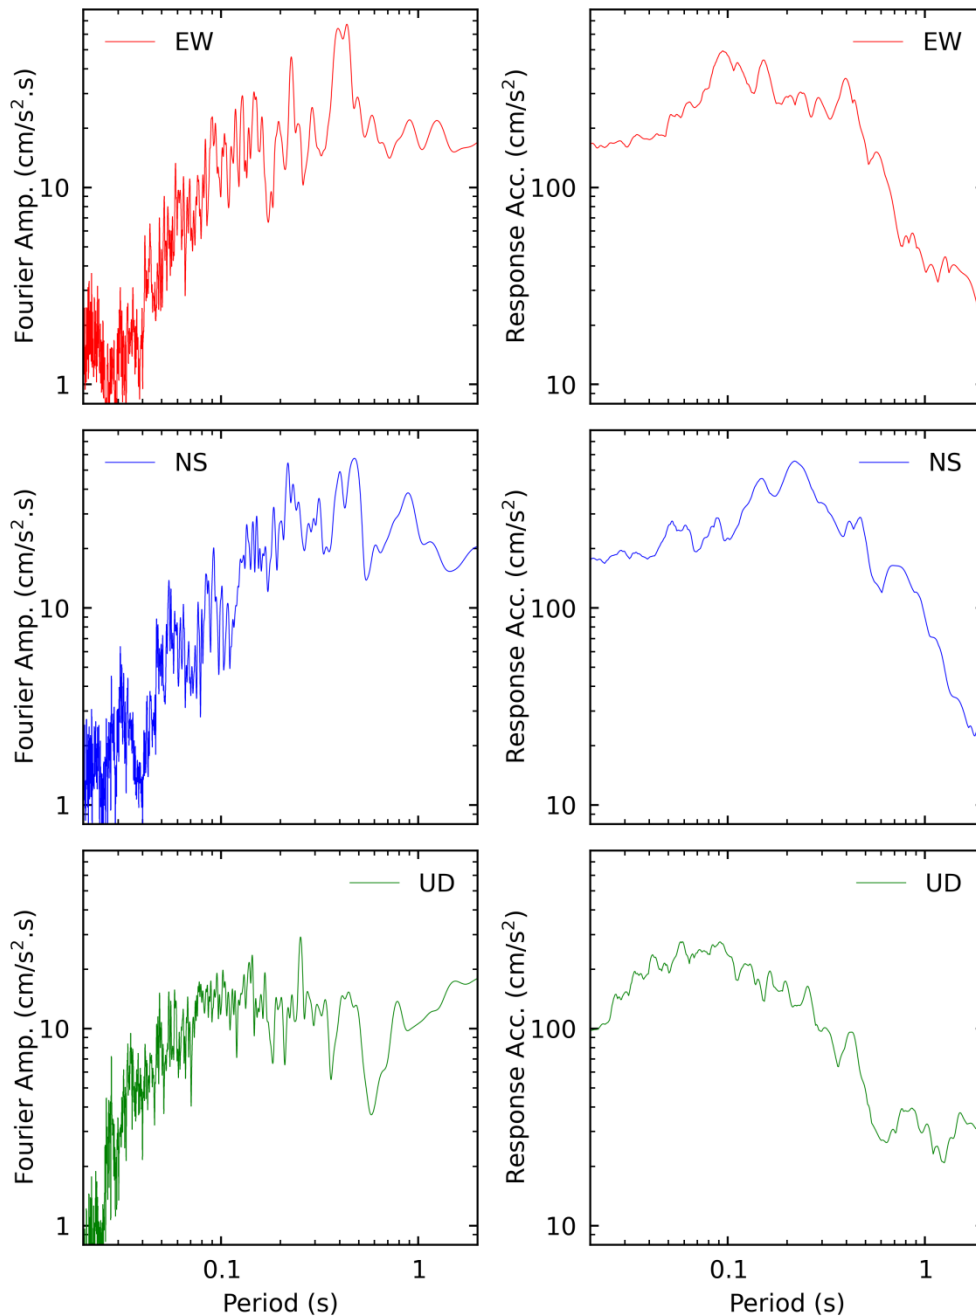 EW
Fourier Amp. (cm/s².s)
10
1
EW
Response Acc. (cm/s²)
100
10
NS
Fourier Amp. (cm/s².s)
10
1
NS
Response Acc. (cm/s²)
100
10
UD
Fourier Amp. (cm/s².s)
10
1
0.1
1
Period (s)
UD
Response Acc. (cm/s²)
100
10
0.1
1
Period (s)